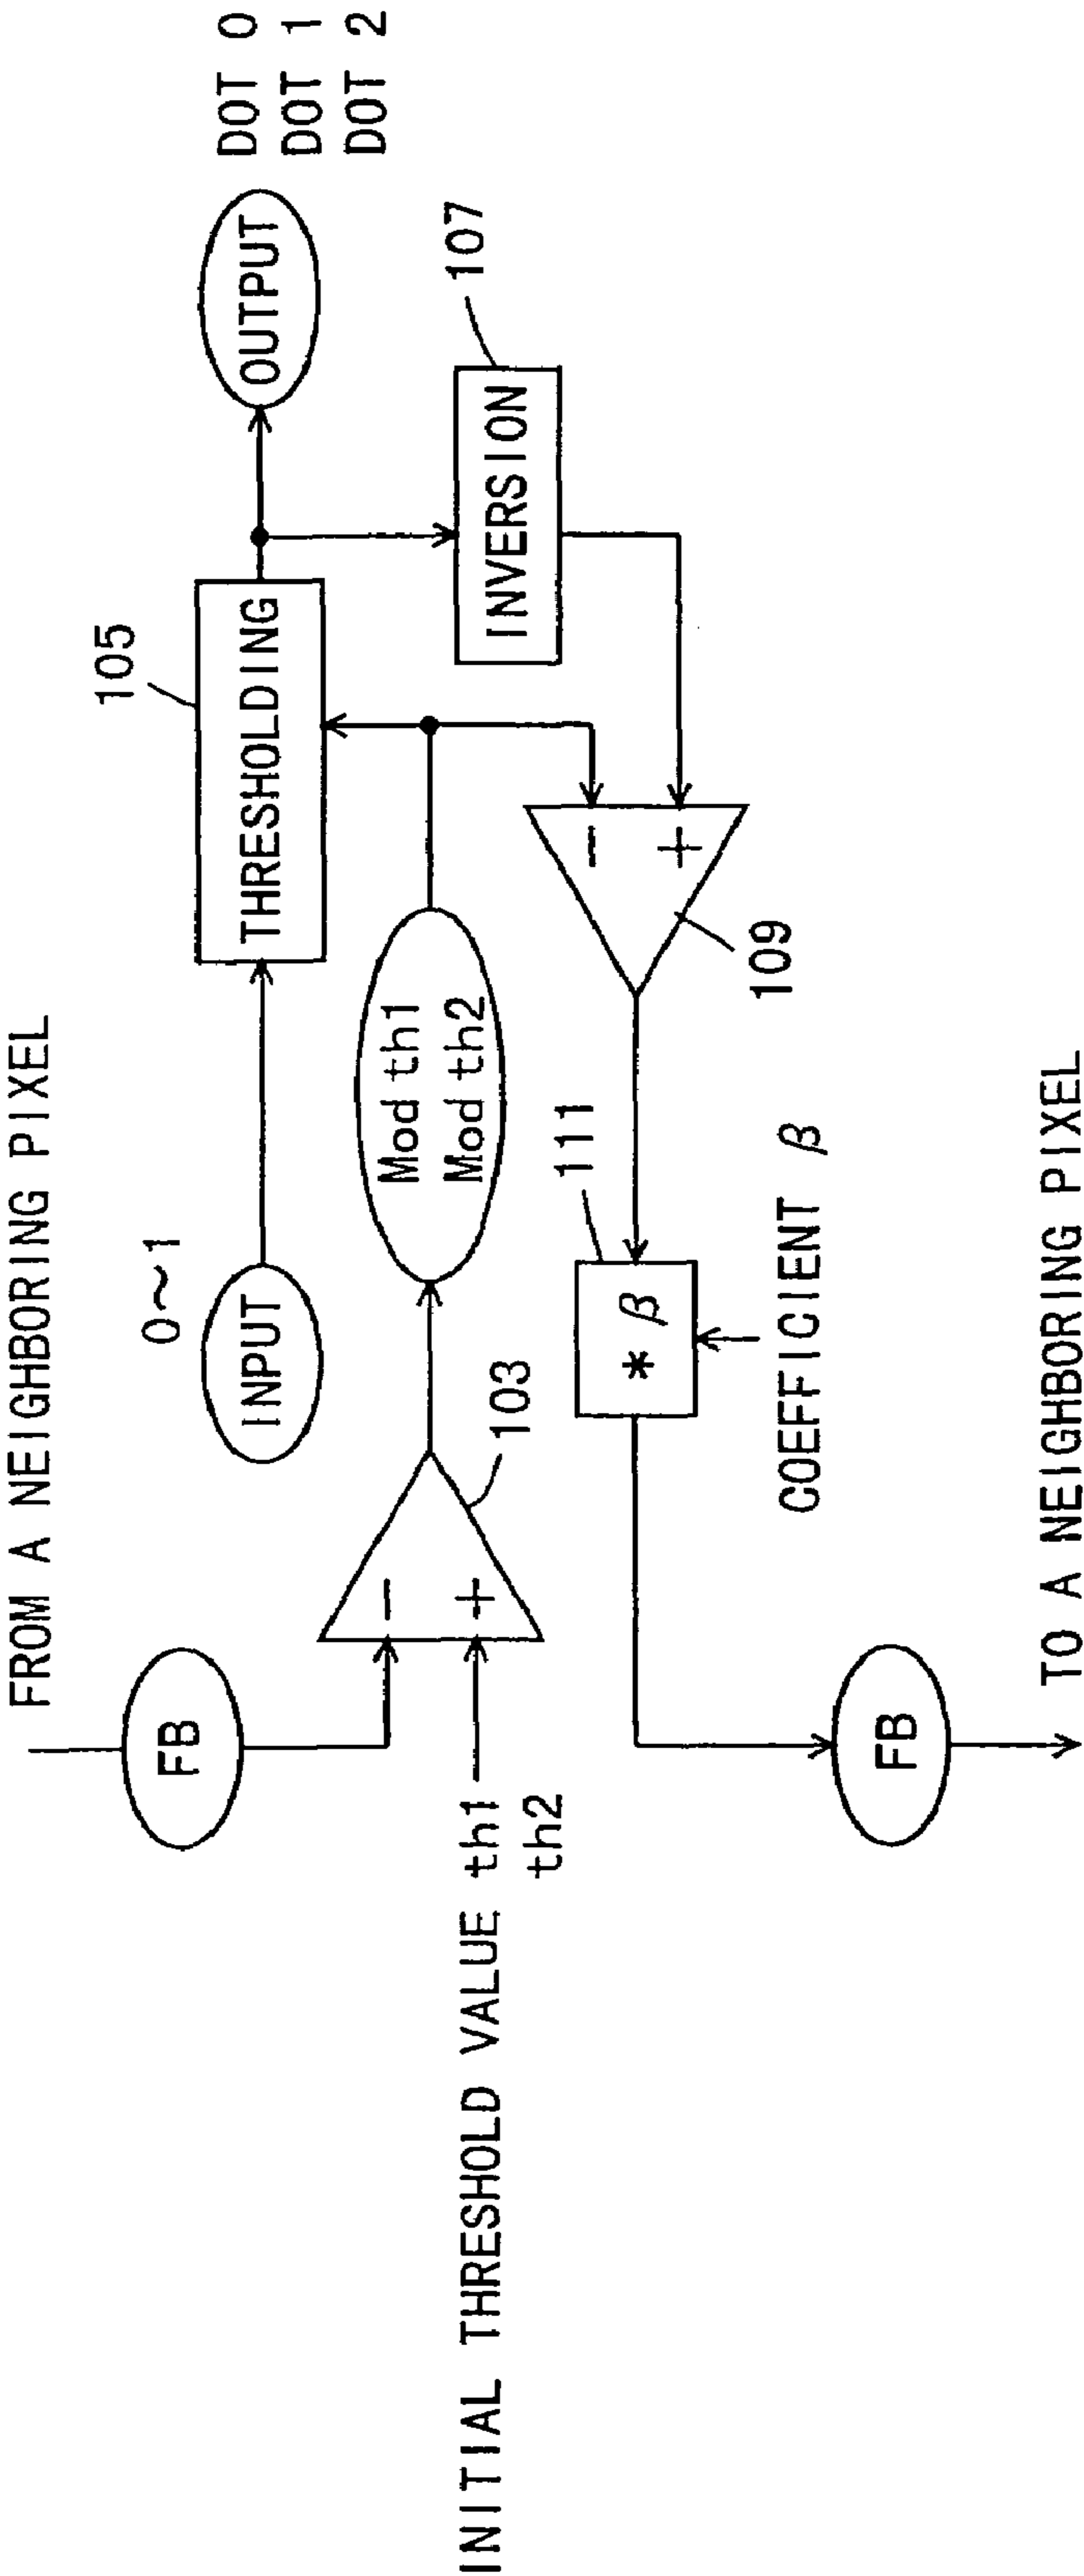 FROM A NEIGHBORING PIXEL
FB
INITIAL THRESHOLD VALUE th1
th2
103
0~1
INPUT
Mod th1
Mod th2
105
THRESHOLDING
OUTPUT
DOT 0
DOT 1
DOT 2
107
INVERSION
−
+
−
+
109
111
* β
COEFFICIENT β
FB
TO A NEIGHBORING PIXEL